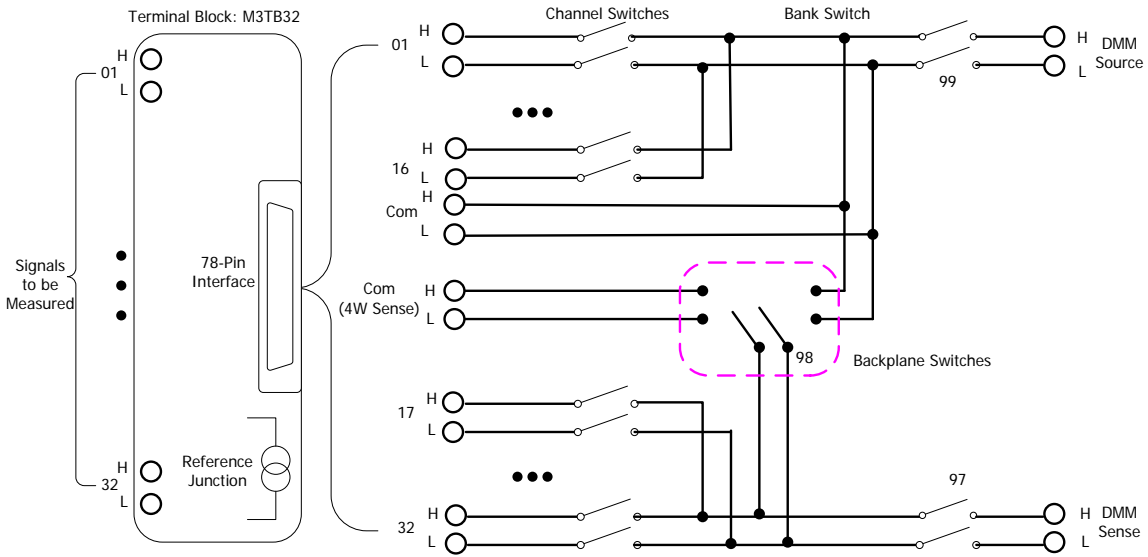 Terminal Block: M3TB32
H
01
L
Signals
to be
Measured
78-Pin
Interface
Reference
Junction
H
32
L
Channel Switches
Bank Switch
01
H
L
H
DMM
Source
L
99
16
H
L
Com
H
L
Com
(4W Sense)
H
L
98
Backplane Switches
17
H
L
97
32
H
L
H
DMM
Sense
L